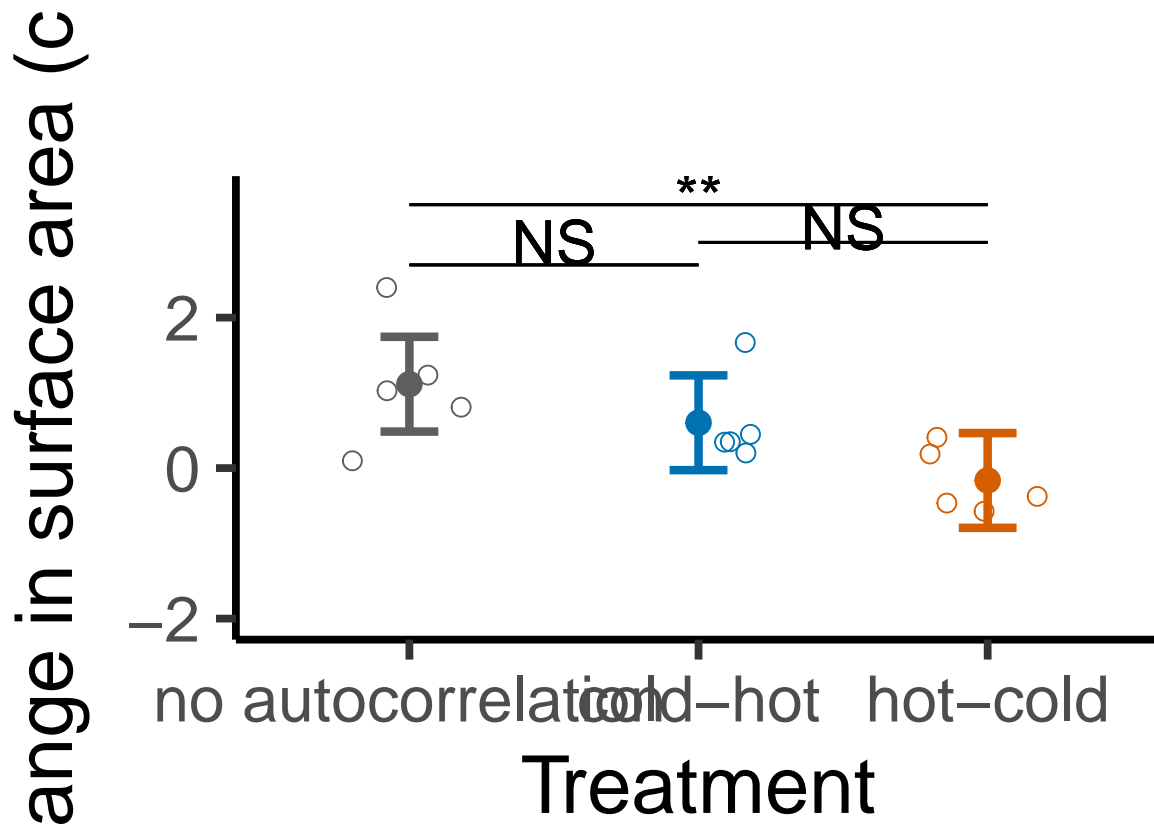 ange in surface area (c
**
NS
NS
2
0
−2
no autocorrelation
cold−hot
hot−cold
Treatment